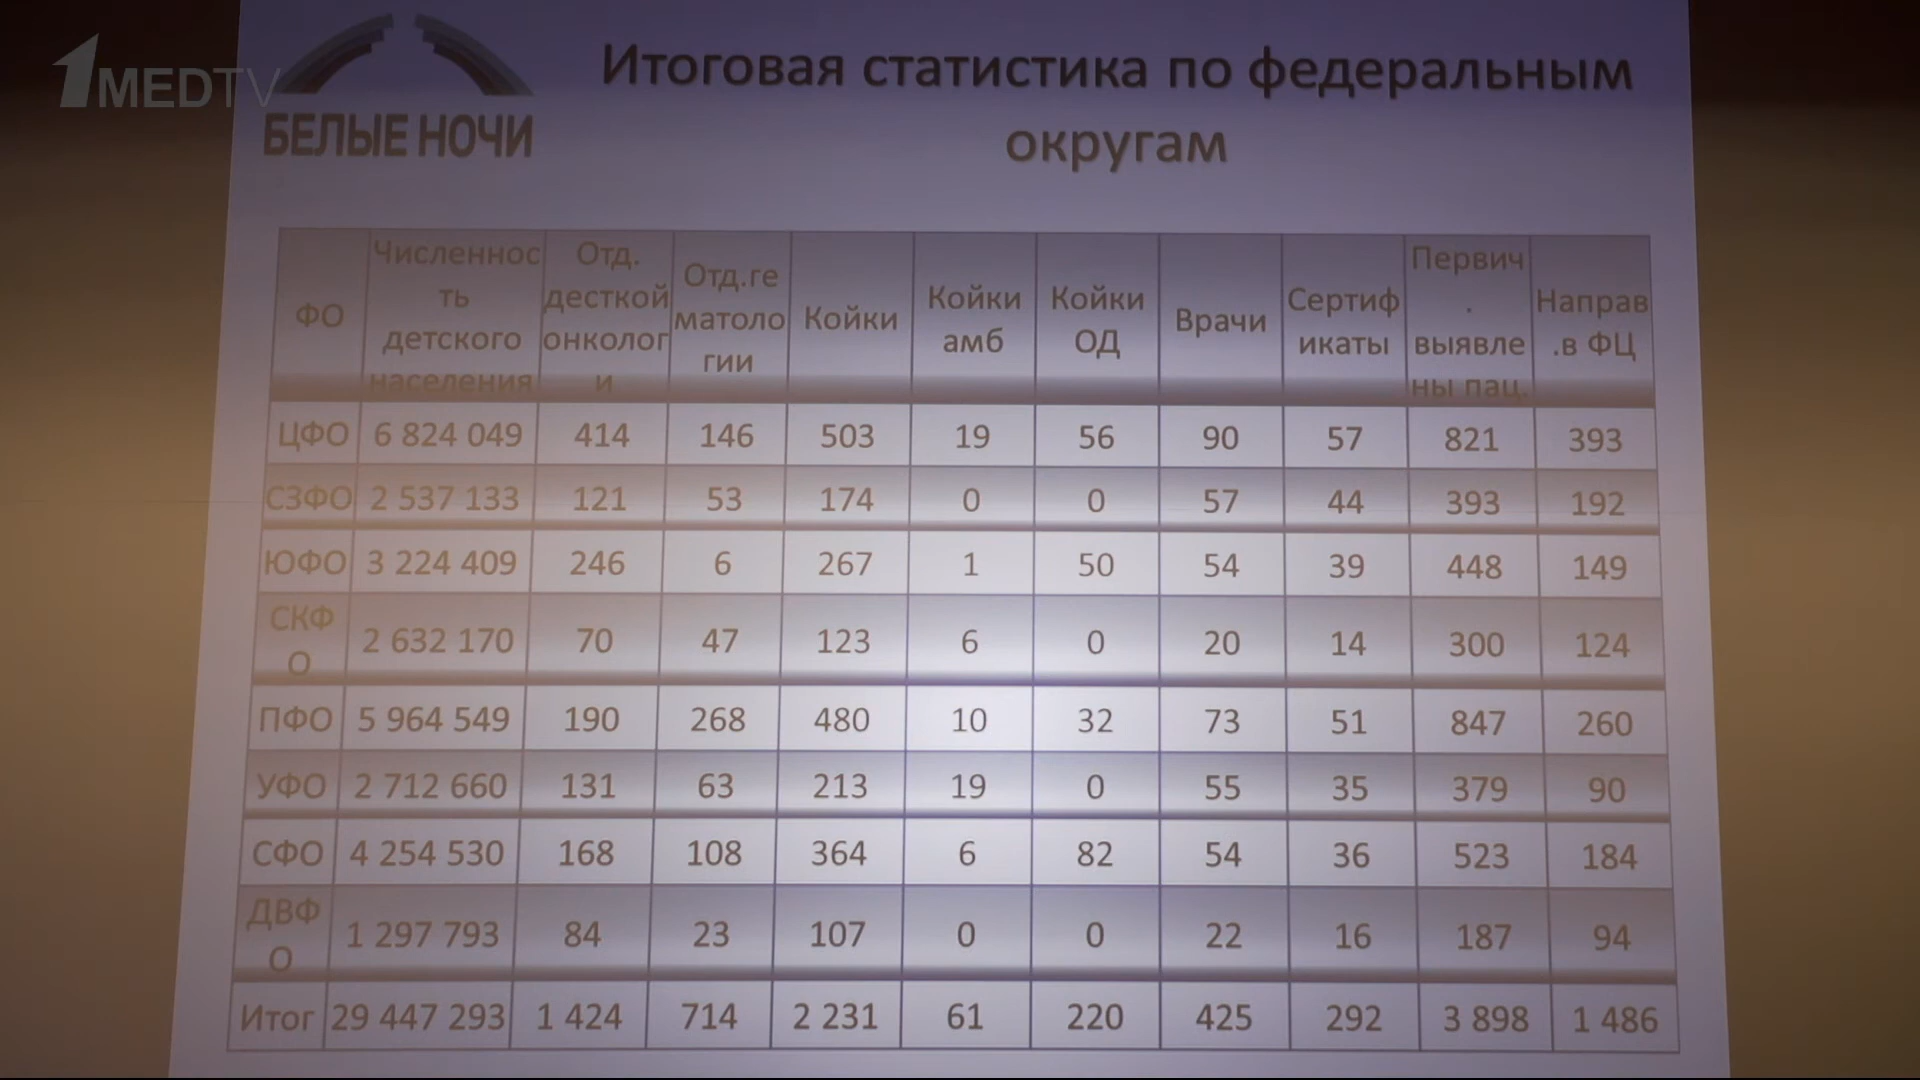 1MEDTV
БЕЛЫЕ НОЧИ
Итоговая статистика по федеральным
округам
ФО | Численнос
ть
детского
населения | Отд.
десткой
онколог
и | Отд.ге
матоло
гии | Койки | Койки
амб | Койки
ОД | Врачи | Сертиф
икаты | Первич
.
выявле
ны пац. | Направ
.в ФЦ
ЦФО | 6 824 049 | 414 | 146 | 503 | 19 | 56 | 90 | 57 | 821 | 393
СЗФО | 2 537 133 | 121 | 53 | 174 | 0 | 0 | 57 | 44 | 393 | 192
ЮФО | 3 224 409 | 246 | 6 | 267 | 1 | 50 | 54 | 39 | 448 | 149
СКФ
О | 2 632 170 | 70 | 47 | 123 | 6 | 0 | 20 | 14 | 300 | 124
ПФО | 5 964 549 | 190 | 268 | 480 | 10 | 32 | 73 | 51 | 847 | 260
УФО | 2 712 660 | 131 | 63 | 213 | 19 | 0 | 55 | 35 | 379 | 90
СФО | 4 254 530 | 168 | 108 | 364 | 6 | 82 | 54 | 36 | 523 | 184
ДВФ
О | 1 297 793 | 84 | 23 | 107 | 0 | 0 | 22 | 16 | 187 | 94
Итог | 29 447 293 | 1 424 | 714 | 2 231 | 61 | 220 | 425 | 292 | 3 898 | 1 486